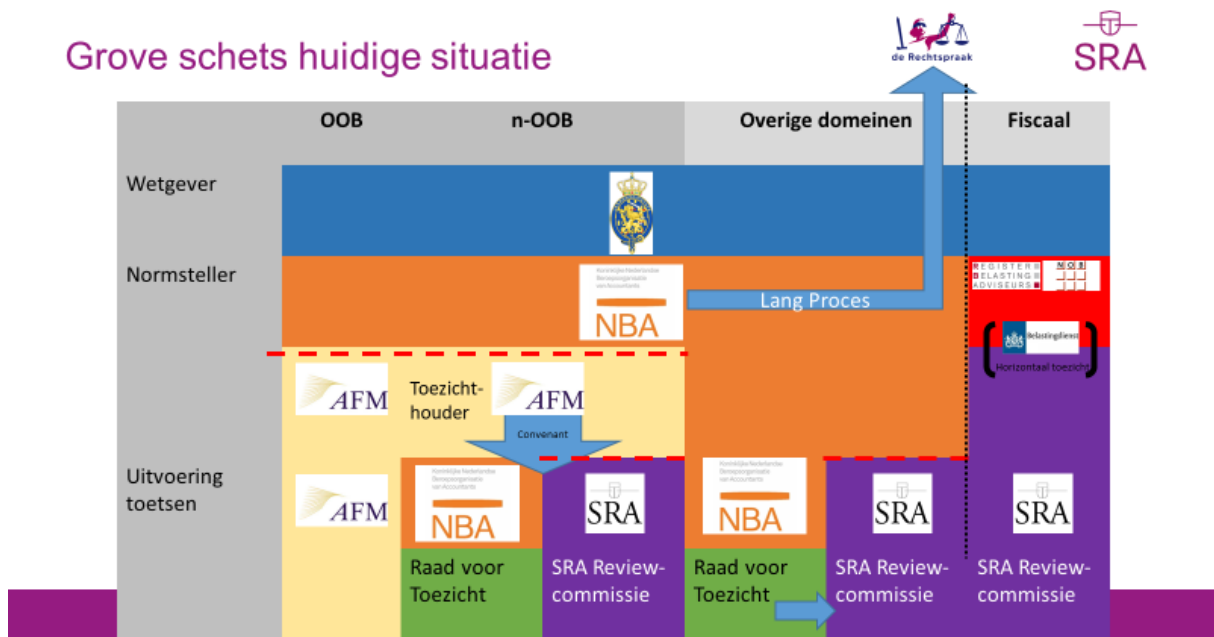 Grove schets huidige situatie
de Rechtspraak
SRA
OOB n-OOB Overige domeinen Fiscaal
Wetgever
Normsteller
Koninklijke Nederlandse
Beroepsorganisatie
van Accountants
NBA
Lang Proces
REGISTER
BELASTING
ADVISEURS
NOB
Belastingdienst
Horizontaal toezicht
AFM
Toezicht-
houder
AFM
Convenant
Uitvoering
toetsen
AFM
Koninklijke Nederlandse
Beroepsorganisatie
van Accountants
NBA
SRA
Koninklijke Nederlandse
Beroepsorganisatie
van Accountants
NBA
SRA
SRA
Raad voor
Toezicht
SRA Review-
commissie
Raad voor
Toezicht
SRA Review-
commissie
SRA Review-
commissie